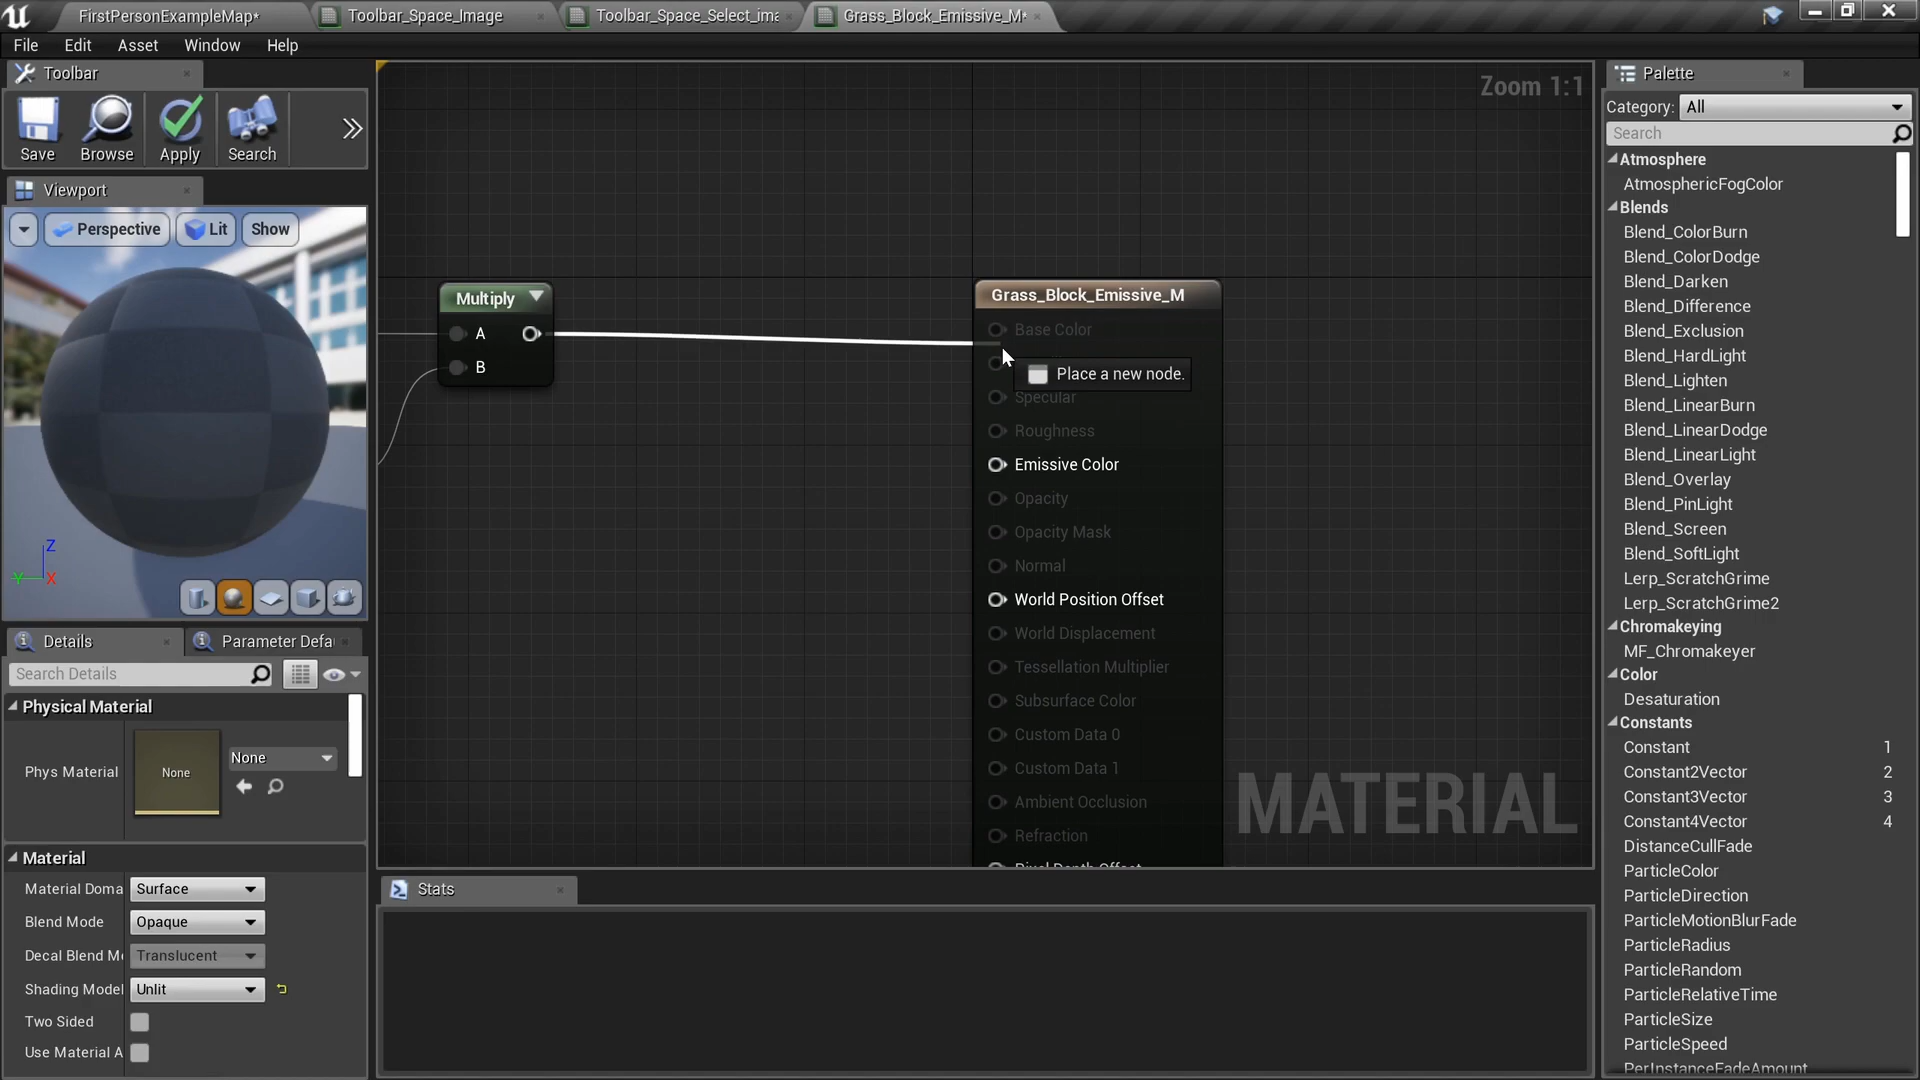 FirstPersonExampleMap*
Toolbar_Space_Image
Toolbar_Space_Select_ima
Grass_Block_Emissive_M*
File
Edit
Asset
Window
Help
Toolbar
Save
Browse
Apply
Search
Viewport
Perspective
Lit
Show
Z
Y
X
Details
Parameter Defa
Search Details
Physical Material
Phys Material
None
None
Material
Material Doma
Surface
Blend Mode
Opaque
Decal Blend M
Translucent
Shading Model
Unlit
Two Sided
Use Material A
Zoom 1:1
Multiply
A
B
Grass_Block_Emissive_M
Base Color
Place a new node.
Specular
Roughness
Emissive Color
Opacity
Opacity Mask
Normal
World Position Offset
World Displacement
Tessellation Multiplier
Subsurface Color
Custom Data 0
Custom Data 1
Ambient Occlusion
Refraction
Pixel Depth Offset
MATERIAL
Stats
Palette
Category:
All
Search
Atmosphere
AtmosphericFogColor
Blends
Blend_ColorBurn
Blend_ColorDodge
Blend_Darken
Blend_Difference
Blend_Exclusion
Blend_HardLight
Blend_Lighten
Blend_LinearBurn
Blend_LinearDodge
Blend_LinearLight
Blend_Overlay
Blend_PinLight
Blend_Screen
Blend_SoftLight
Lerp_ScratchGrime
Lerp_ScratchGrime2
Chromakeying
MF_Chromakeyer
Color
Desaturation
Constants
Constant 1
Constant2Vector 2
Constant3Vector 3
Constant4Vector 4
DistanceCullFade
ParticleColor
ParticleDirection
ParticleMotionBlurFade
ParticleRadius
ParticleRandom
ParticleRelativeTime
ParticleSize
ParticleSpeed
PerInstanceFadeAmount